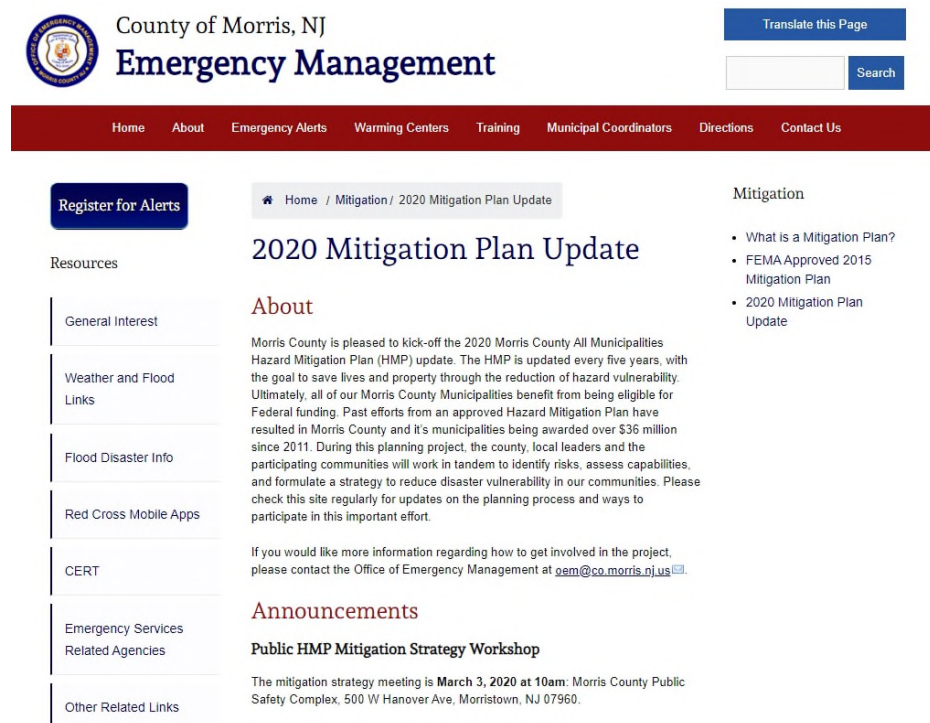 County of Morris, NJ
Emergency Management
Translate this Page
Search
Home About Emergency Alerts Warming Centers Training Municipal Coordinators Directions Contact Us
Register for Alerts
Resources
General Interest
Weather and Flood
Links
Flood Disaster Info
Red Cross Mobile Apps
CERT
Emergency Services
Related Agencies
Other Related Links
Home / Mitigation / 2020 Mitigation Plan Update
2020 Mitigation Plan Update
About
Morris County is pleased to kick-off the 2020 Morris County All Municipalities
Hazard Mitigation Plan (HMP) update. The HMP is updated every five years, with
the goal to save lives and property through the reduction of hazard vulnerability.
Ultimately, all of our Morris County Municipalities benefit from being eligible for
Federal funding. Past efforts from an approved Hazard Mitigation Plan have
resulted in Morris County and it's municipalities being awarded over $36 million
since 2011. During this planning project, the county, local leaders and the
participating communities will work in tandem to identify risks, assess capabilities,
and formulate a strategy to reduce disaster vulnerability in our communities. Please
check this site regularly for updates on the planning process and ways to
participate in this important effort.
If you would like more information regarding how to get involved in the project,
please contact the Office of Emergency Management at oem@co.morris.nj.us.
Announcements
Public HMP Mitigation Strategy Workshop
The mitigation strategy meeting is March 3, 2020 at 10am: Morris County Public
Safety Complex, 500 W Hanover Ave, Morristown, NJ 07960.
Mitigation
• What is a Mitigation Plan?
• FEMA Approved 2015
Mitigation Plan
• 2020 Mitigation Plan
Update